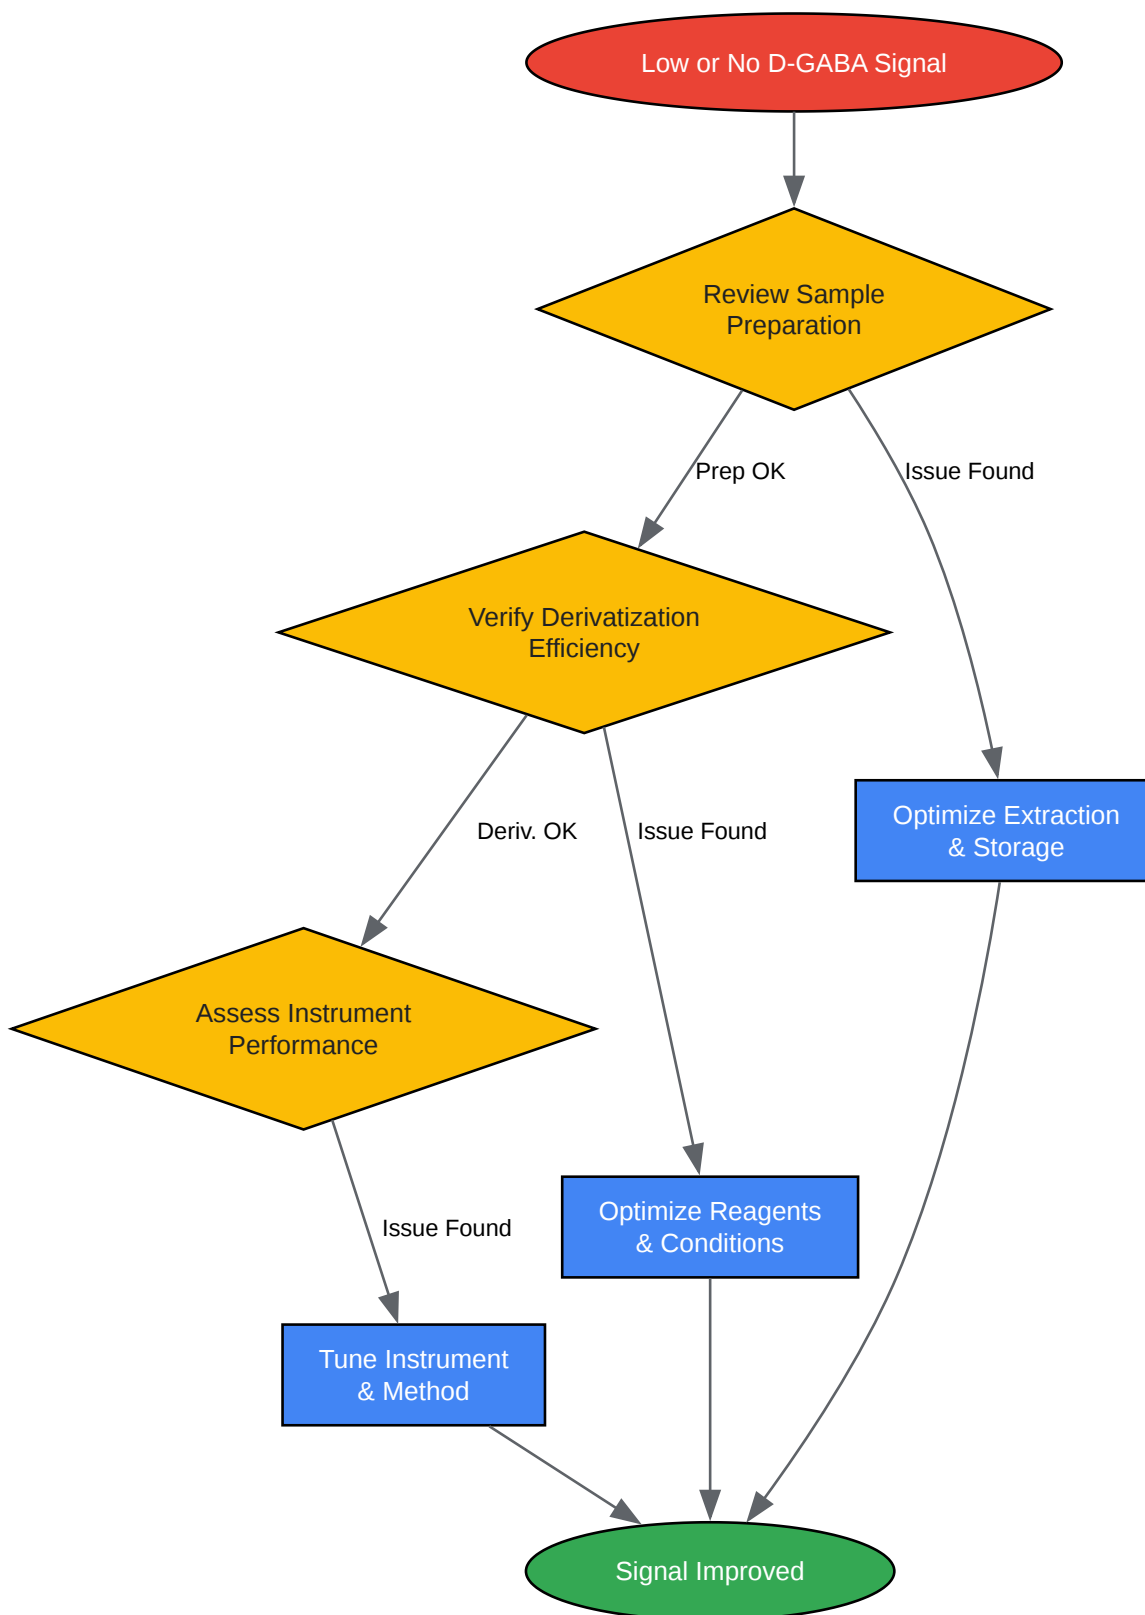 Low or No D-GABA Signal
Review Sample
Preparation
Prep OK
Issue Found
Verify Derivatization
Efficiency
Deriv. OK
Issue Found
Optimize Extraction
& Storage
Assess Instrument
Performance
Issue Found
Optimize Reagents
& Conditions
Tune Instrument
& Method
Signal Improved